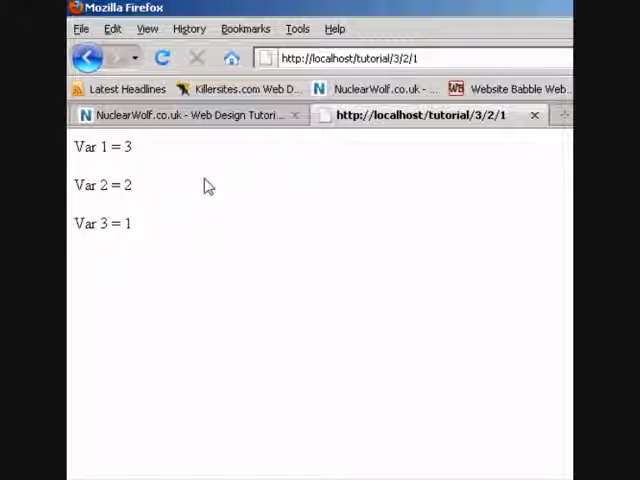 Mozilla Firefox
File Edit View History Bookmarks Tools Help
http://localhost/tutorial/3/2/1
Latest Headlines Killersites.com Web D... NuclearWolf.co.uk - ... Website Babble Web...
NuclearWolf.co.uk - Web Design Tutori... http://localhost/tutorial/3/2/1
Var 1 = 3
Var 2 = 2
Var 3 = 1